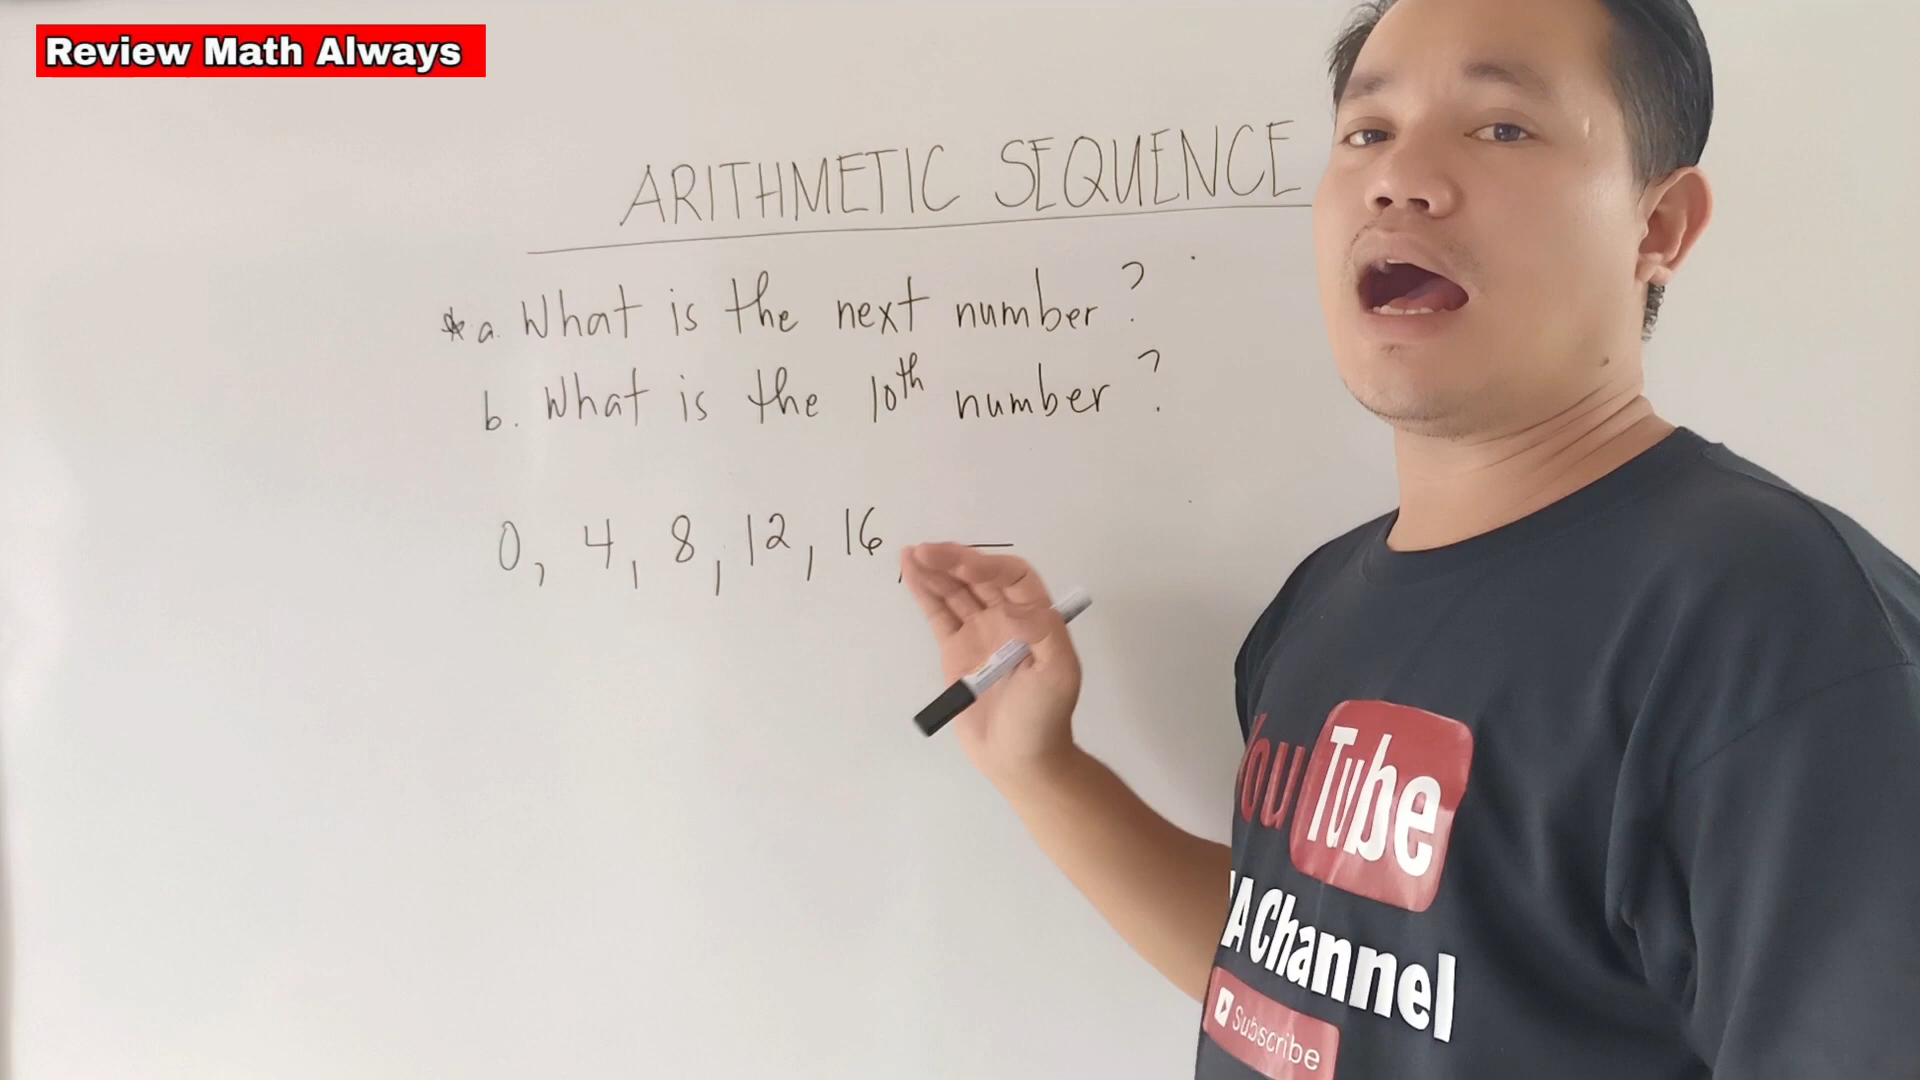 Review Math Always
ARITHMETIC SEQUENCE
* a. What is the next number?
b. What is the 10th number?
0, 4, 8, 12, 16, __
YouTube
A Channel
Subscribe